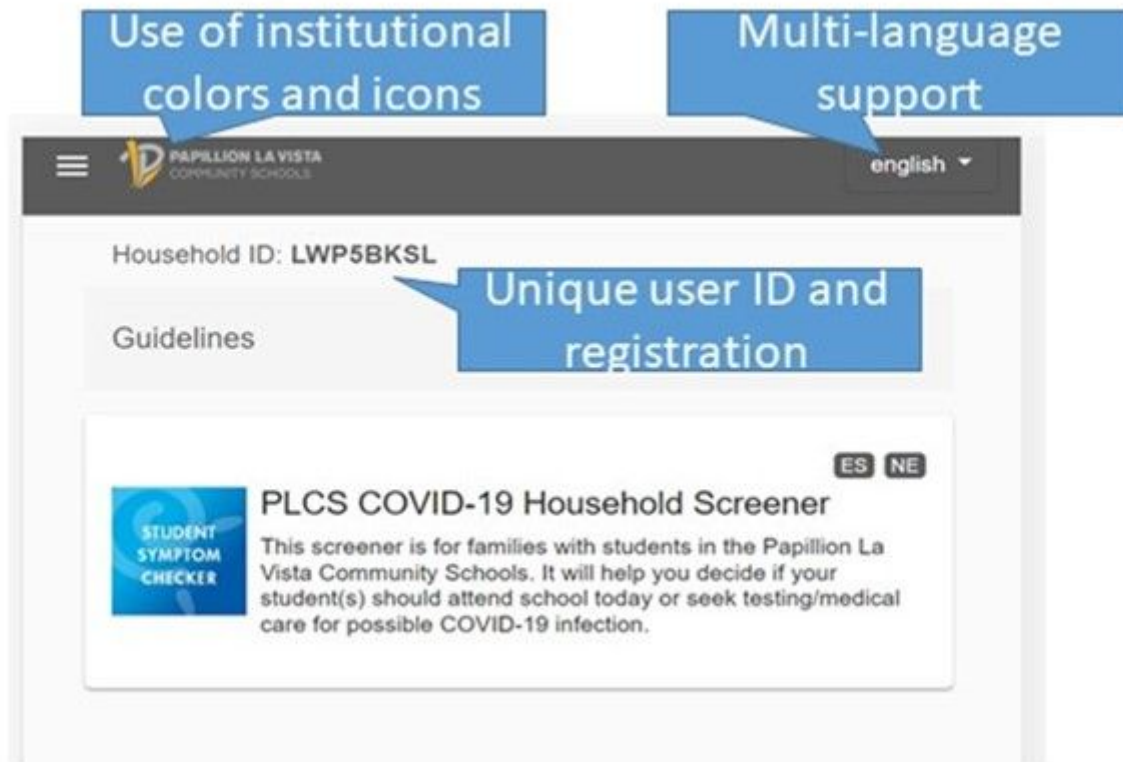 Use of institutional
colors and icons
Multi-language
support
PAPILLION LA VISTA
COMMUNITY SCHOOLS
english
Household ID: LWP5BKSL
Unique user ID and
registration
Guidelines
ES NE
STUDENT
SYMPTOM
CHECKER
PLCS COVID-19 Household Screener
This screener is for families with students in the Papillion La
Vista Community Schools. It will help you decide if your
student(s) should attend school today or seek testing/medical
care for possible COVID-19 infection.